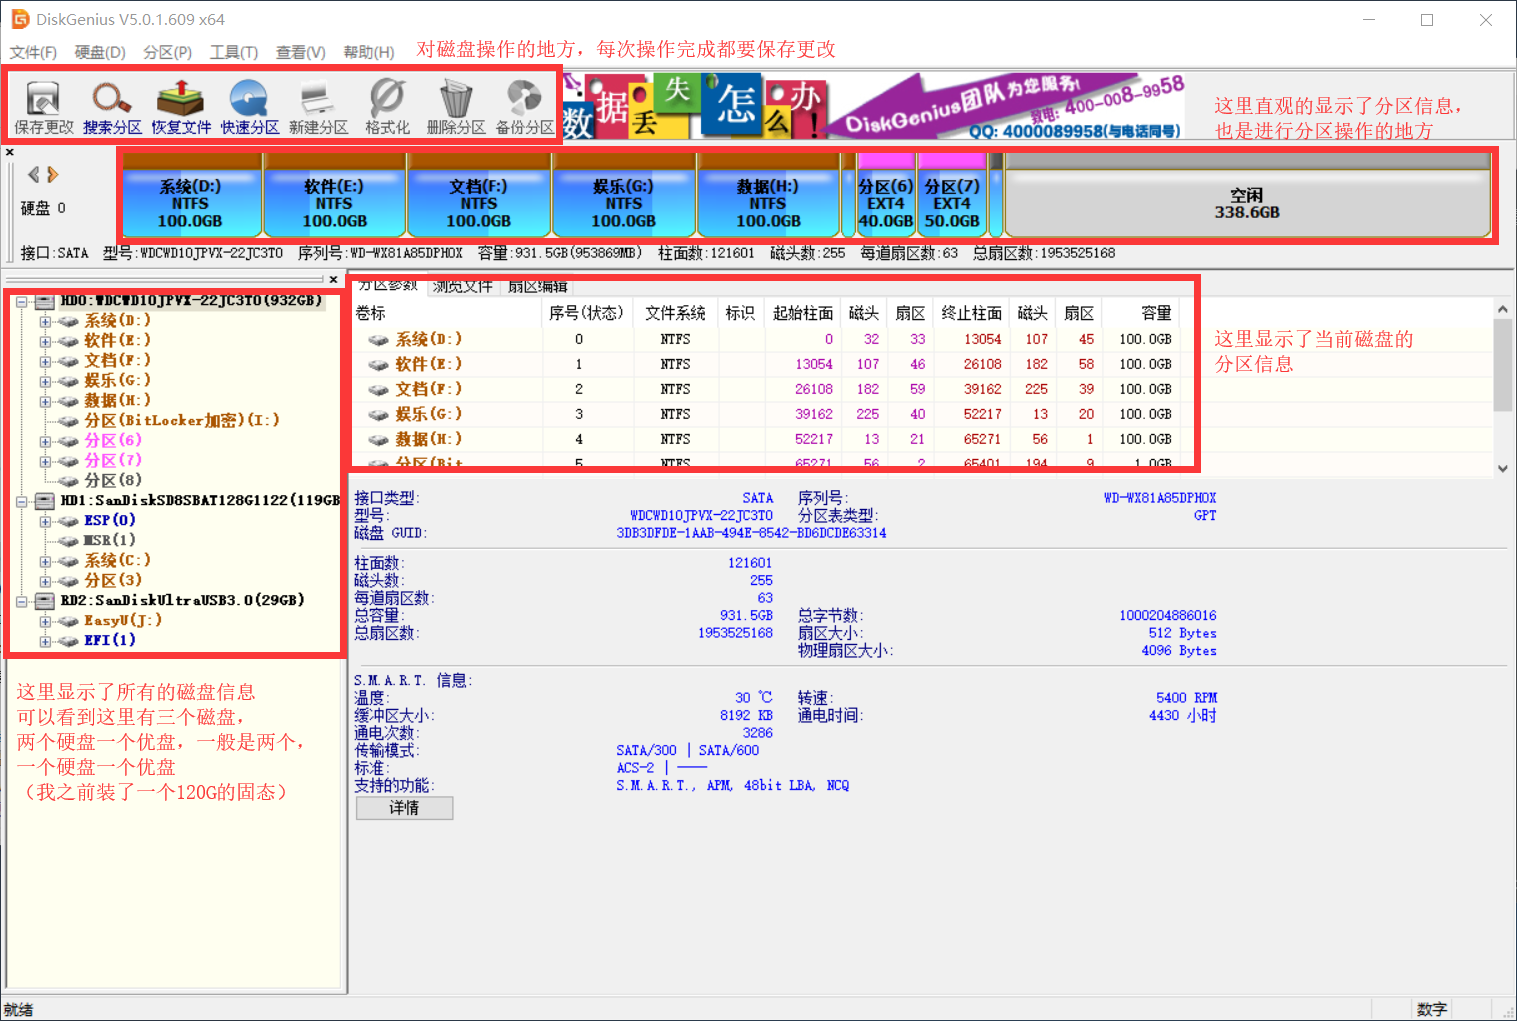 DiskGenius V5.0.1.609 x64
文件(F) 硬盘(D) 分区(P) 工具(T) 查看(V) 帮助(H)
对磁盘操作的地方，每次操作完成都要保存更改
保存更改 搜索分区 恢复文件 快速分区 新建分区 格式化 删除分区 备份分区
数据丢失怎么办!
DiskGenius团队为您服务!
致电: 400-008-9958
QQ: 4000089958(与电话同号)
这里直观的显示了分区信息，
也是进行分区操作的地方
硬盘 0
系统(D:)
NTFS
100.0GB
软件(E:)
NTFS
100.0GB
文档(F:)
NTFS
100.0GB
娱乐(G:)
NTFS
100.0GB
数据(H:)
NTFS
100.0GB
分区(6)
EXT4
40.0GB
分区(7)
EXT4
50.0GB
空闲
338.6GB
接口:SATA 型号:WDCWD10JPVX-22JC3T0 序列号:WD-WX81A85DPHOX 容量:931.5GB(953869MB) 柱面数:121601 磁头数:255 每道扇区数:63 总扇区数:1953525168
HD0:WDCWD10JPVX-22JC3T0(932GB)
系统(D:)
软件(E:)
文档(F:)
娱乐(G:)
数据(H:)
分区(BitLocker加密)(I:)
分区(6)
分区(7)
分区(8)
HD1:SanDiskSD8SBAT128G1122(119GB
ESP(0)
MSR(1)
系统(C:)
分区(3)
RD2:SanDiskUltraUSB3.0(29GB)
EasyU(J:)
EFI(1)
这里显示了所有的磁盘信息
可以看到这里有三个磁盘，
两个硬盘一个优盘，一般是两个，
一个硬盘一个优盘
（我之前装了一个120G的固态）
分区参数 浏览文件 扇区编辑
卷标 序号(状态) 文件系统 标识 起始柱面 磁头 扇区 终止柱面 磁头 扇区 容量
系统(D:) 0 NTFS 0 32 33 13054 107 45 100.0GB
软件(E:) 1 NTFS 13054 107 46 26108 182 58 100.0GB
文档(F:) 2 NTFS 26108 182 59 39162 225 39 100.0GB
娱乐(G:) 3 NTFS 39162 225 40 52217 13 20 100.0GB
数据(H:) 4 NTFS 52217 13 21 65271 56 1 100.0GB
分区(Bit 5 NTFS 65271 56 2 65401 194 9 1.0GB
这里显示了当前磁盘的
分区信息
接口类型: SATA 序列号: WD-WX81A85DPHOX
型号: WDCWD10JPVX-22JC3T0 分区表类型: GPT
磁盘 GUID: 3DB3DFDE-1AAB-494E-8542-BD6DCDE63314
柱面数: 121601
磁头数: 255
每道扇区数: 63
总容量: 931.5GB 总字节数: 1000204886016
总扇区数: 1953525168 扇区大小: 512 Bytes
物理扇区大小: 4096 Bytes
S.M.A.R.T. 信息:
温度: 30 ℃ 转速: 5400 RPM
缓冲区大小: 8192 KB 通电时间: 4430 小时
通电次数: 3286
传输模式: SATA/300 | SATA/600
标准: ACS-2 | ----
支持的功能: S.M.A.R.T., APM, 48bit LBA, NCQ
详情
就绪 数字